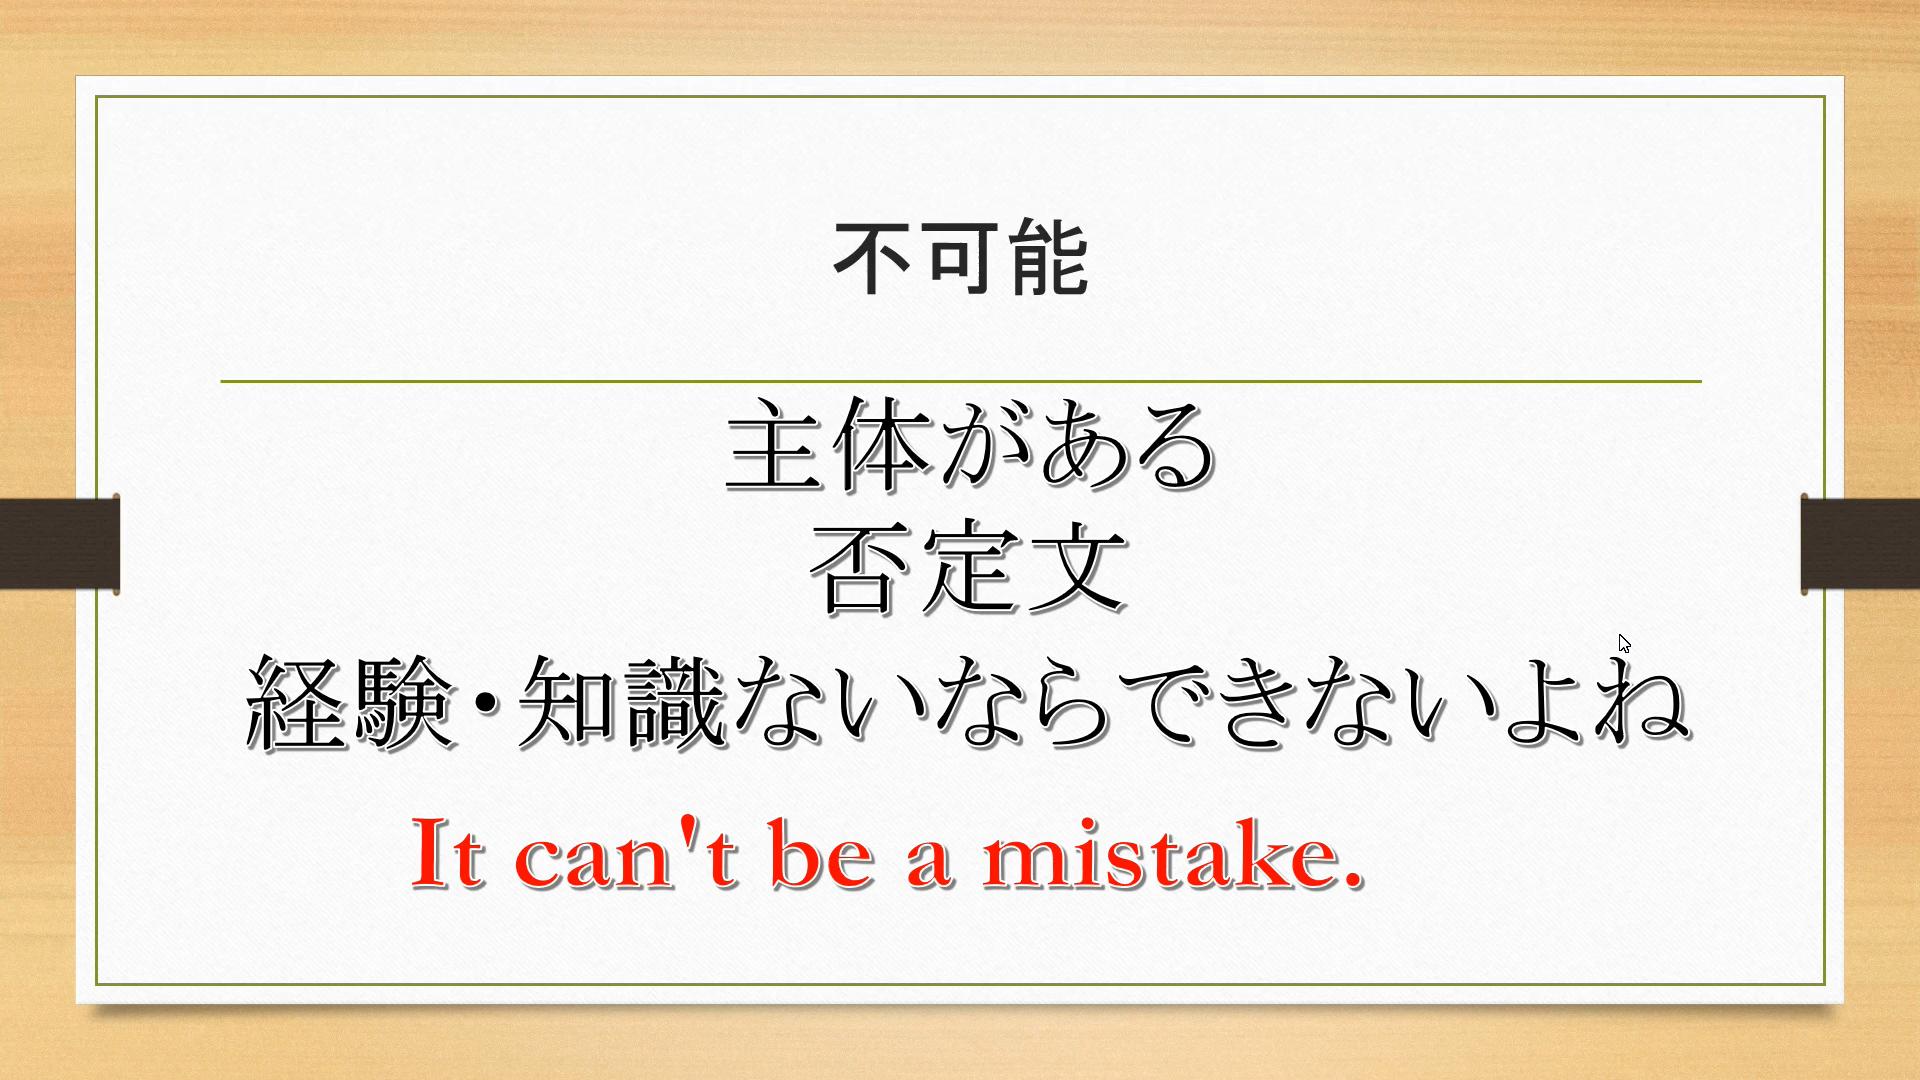 不可能
主体がある
否定文
経験・知識ないならできないよね
It can't be a mistake.